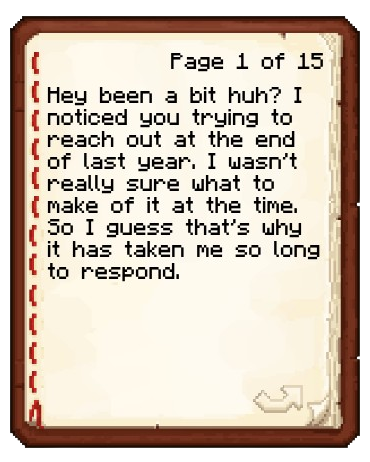 Page 1 of 15
Hey been a bit huh? I
noticed you trying to
reach out at the end
of last year. I wasn't
really sure what to
make of it at the time.
So I guess that's why
it has taken me so long
to respond.